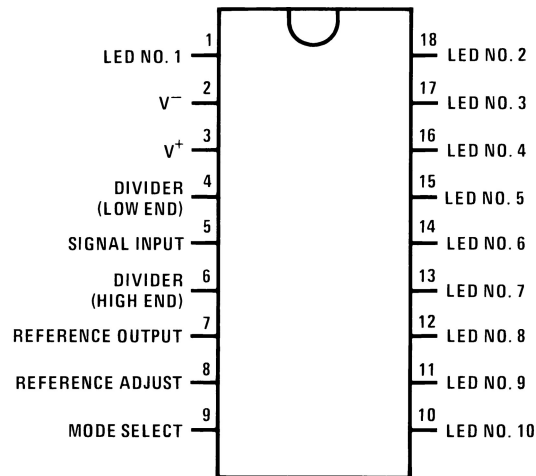 1
LED NO. 1
2
V−
3
V+
4
DIVIDER
(LOW END)
5
SIGNAL INPUT
6
DIVIDER
(HIGH END)
7
REFERENCE OUTPUT
8
REFERENCE ADJUST
9
MODE SELECT
18
LED NO. 2
17
LED NO. 3
16
LED NO. 4
15
LED NO. 5
14
LED NO. 6
13
LED NO. 7
12
LED NO. 8
11
LED NO. 9
10
LED NO. 10